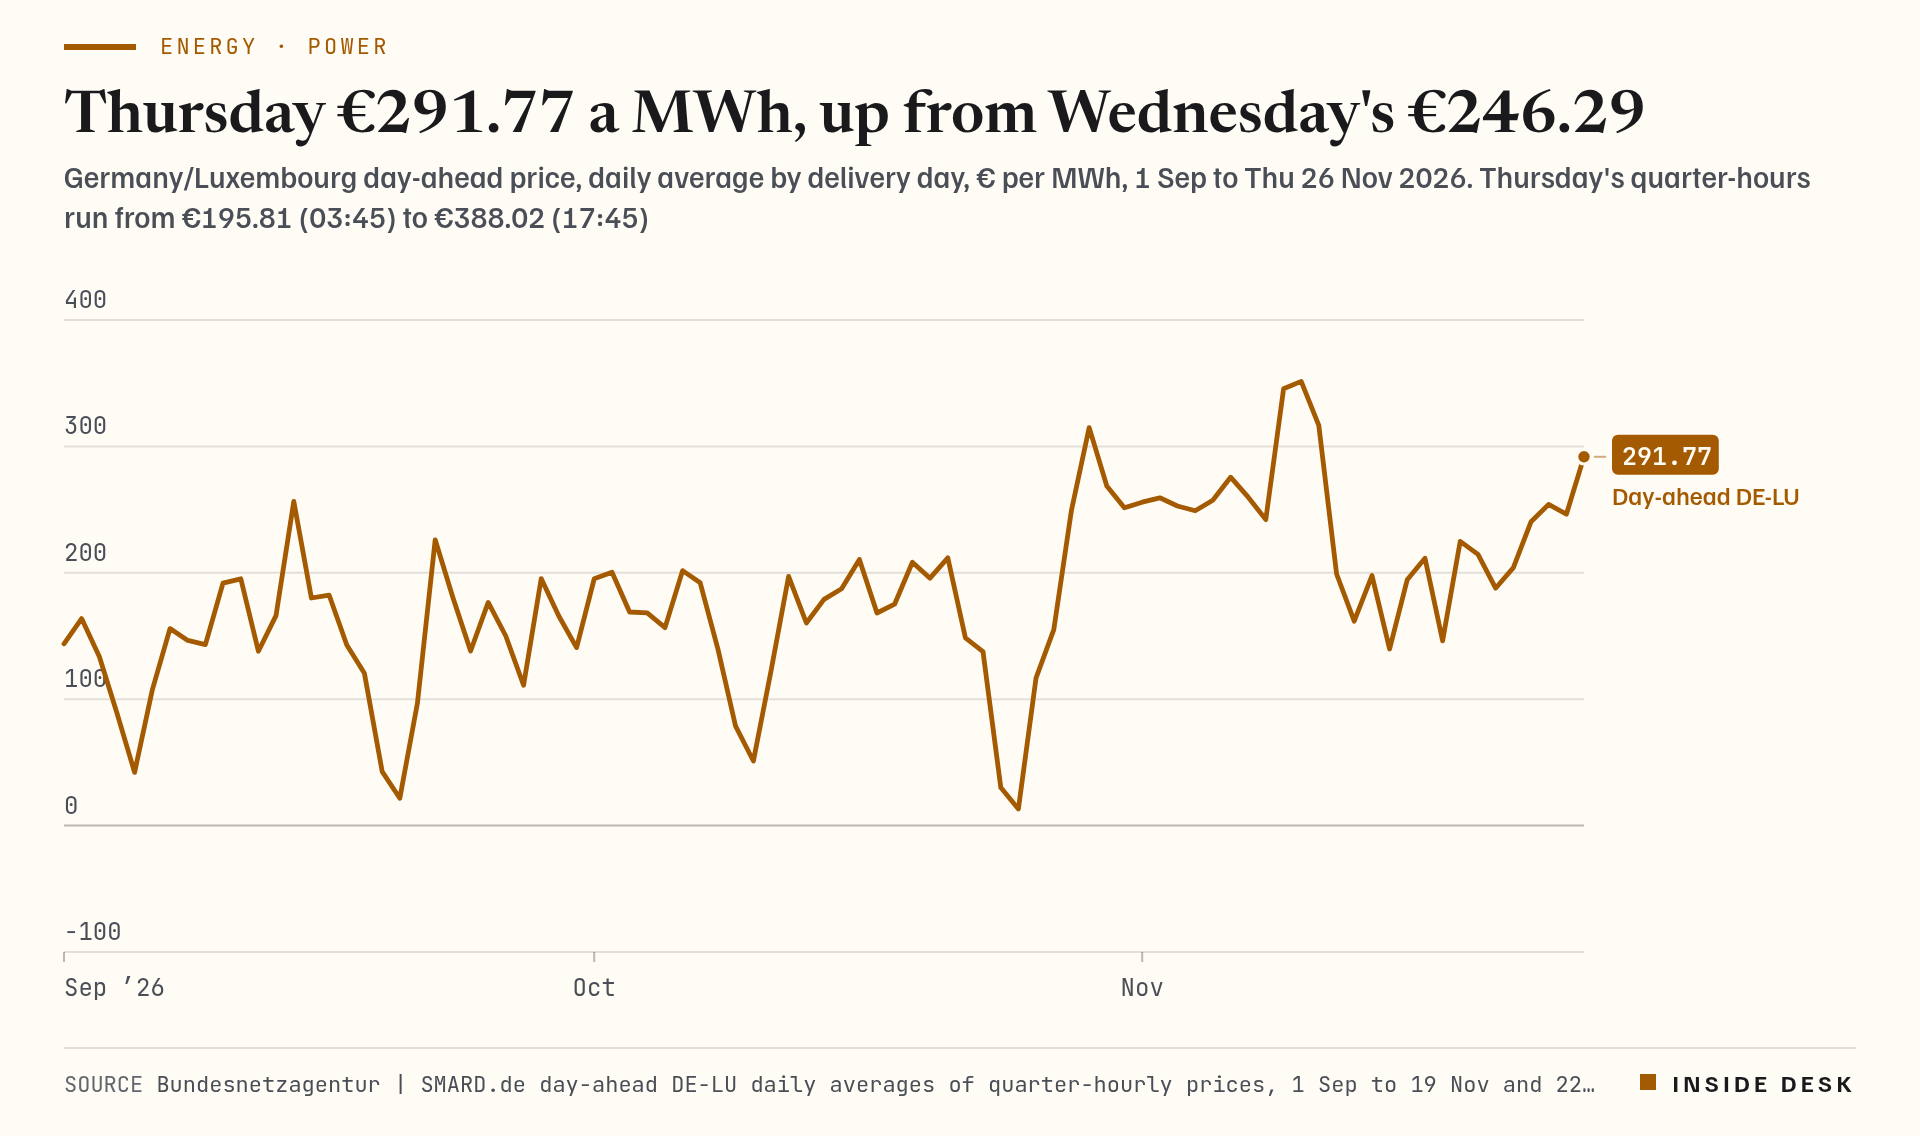 ENERGY · POWER
Thursday €291.77 a MWh, up from Wednesday's €246.29
Germany/Luxembourg day-ahead price, daily average by delivery day, € per MWh, 1 Sep to Thu 26 Nov 2026. Thursday's quarter-hours
run from €195.81 (03:45) to €388.02 (17:45)
400
300
291.77
Day-ahead DE-LU
200
100
0
-100
Sep ’26 Oct Nov
SOURCE Bundesnetzagentur | SMARD.de day-ahead DE-LU daily averages of quarter-hourly prices, 1 Sep to 19 Nov and 22…
INSIDE DESK